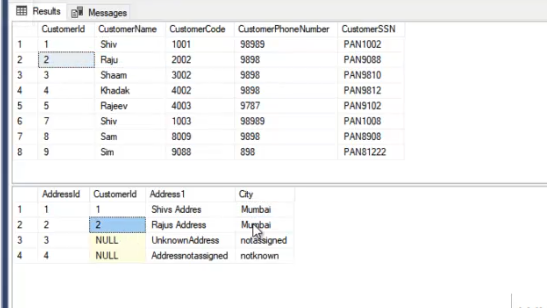 Results Messages
CustomerId CustomerName CustomerCode CustomerPhoneNumber CustomerSSN
1 1 Shiv 1001 98989 PAN1002
2 2 Raju 2002 9898 PAN9088
3 3 Shaam 3002 9898 PAN9810
4 4 Khadak 4002 9898 PAN9812
5 5 Rajeev 4003 9787 PAN9102
6 7 Shiv 1003 98989 PAN1008
7 8 Sam 8009 9898 PAN8908
8 9 Sim 9088 898 PAN81222
AddressId CustomerId Address1 City
1 1 1 Shivs Addres Mumbai
2 2 2 Rajus Address Mumbai
3 3 NULL UnknownAddress notassigned
4 4 NULL Addressnotassigned notknown